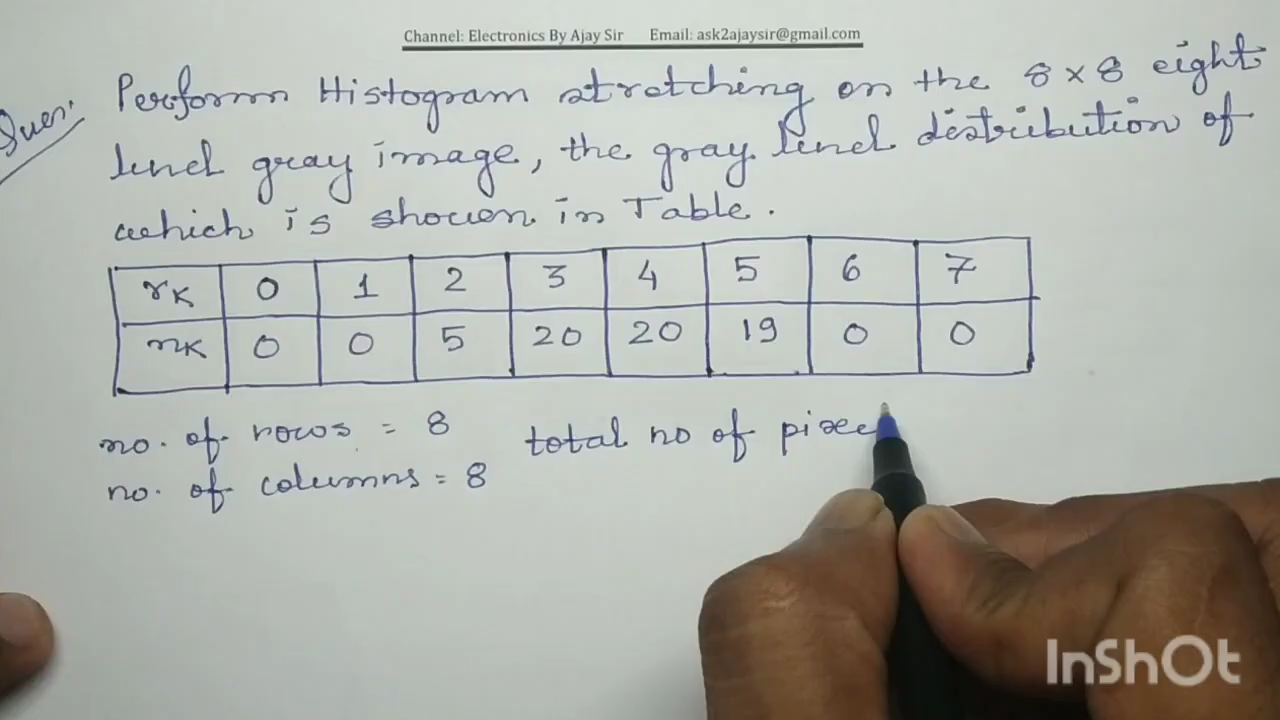 Channel: Electronics By Ajay Sir Email: ask2ajaysir@gmail.com
Ques:
Perform Histogram stretching on the 8 x 8 eight
level gray image, the gray level distribution of
which is shown in Table.
rK 0 1 2 3 4 5 6 7
nK 0 0 5 20 20 19 0 0
no. of rows = 8 total no of pixe
no. of columns = 8
InShOt